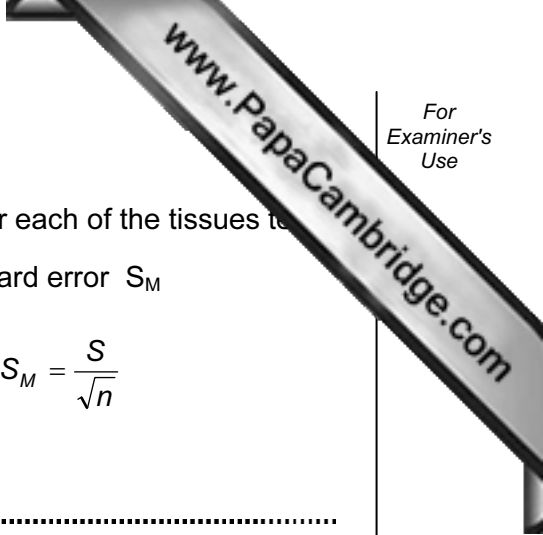 www.PapaCambridge.com
For
Examiner's
Use
r each of the tissues
ard error S_M
S_M = S / √n